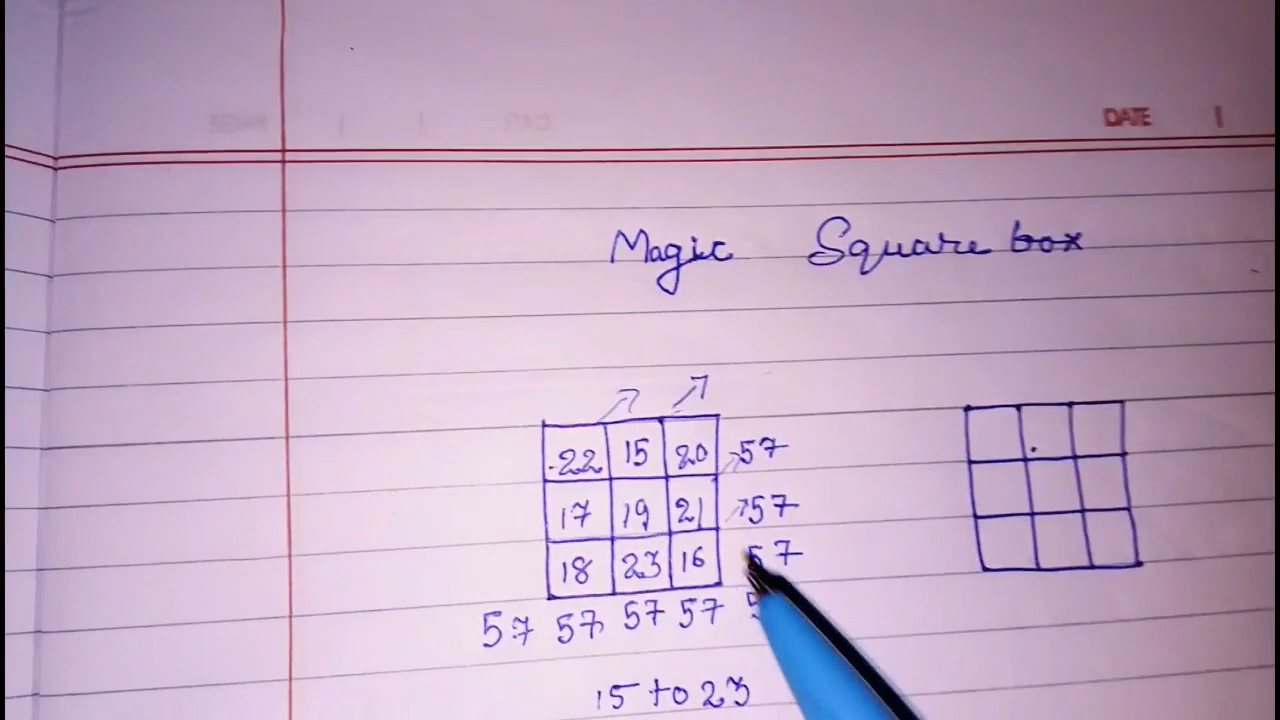 DATE
Magic Square box
22 15 20 57
17 19 21 57
18 23 16 57
57 57 57 57
15 to 23